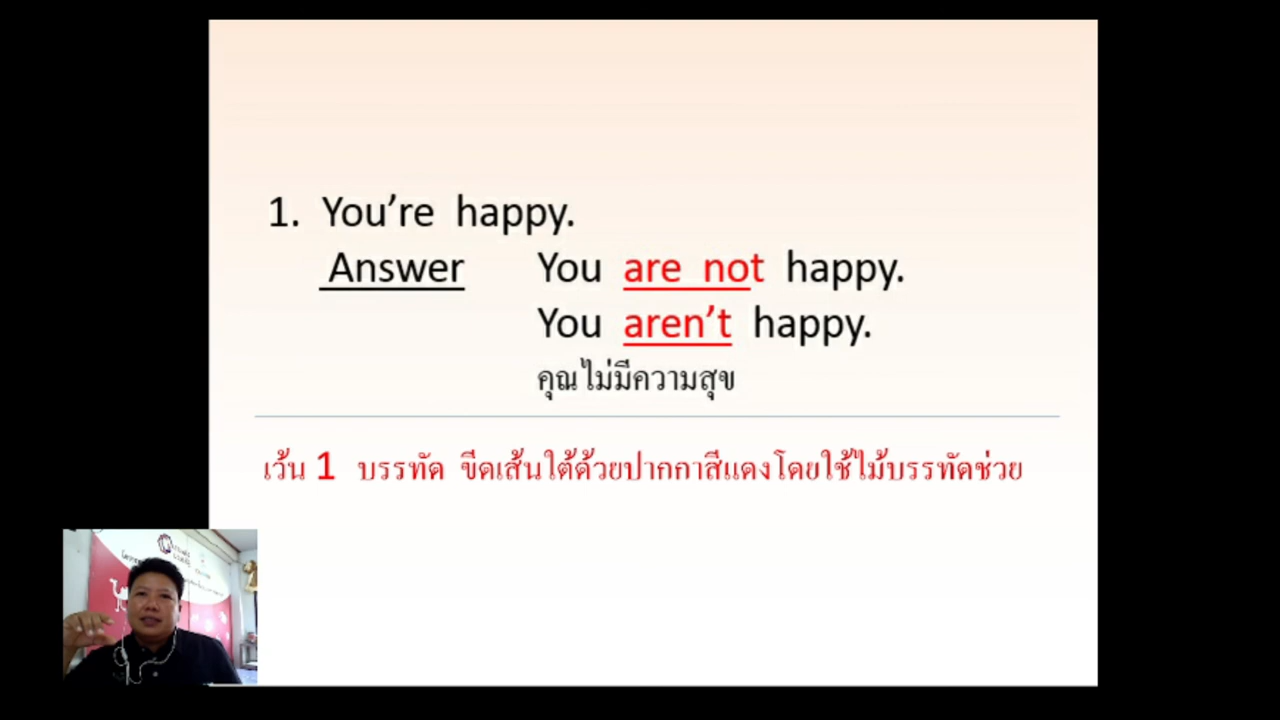 1. You're happy.
Answer You are not happy.
You aren't happy.
คุณไม่มีความสุข
เว้น 1 บรรทัด ขีดเส้นใต้ด้วยปากกาสีแดงโดยใช้ไม้บรรทัดช่วย